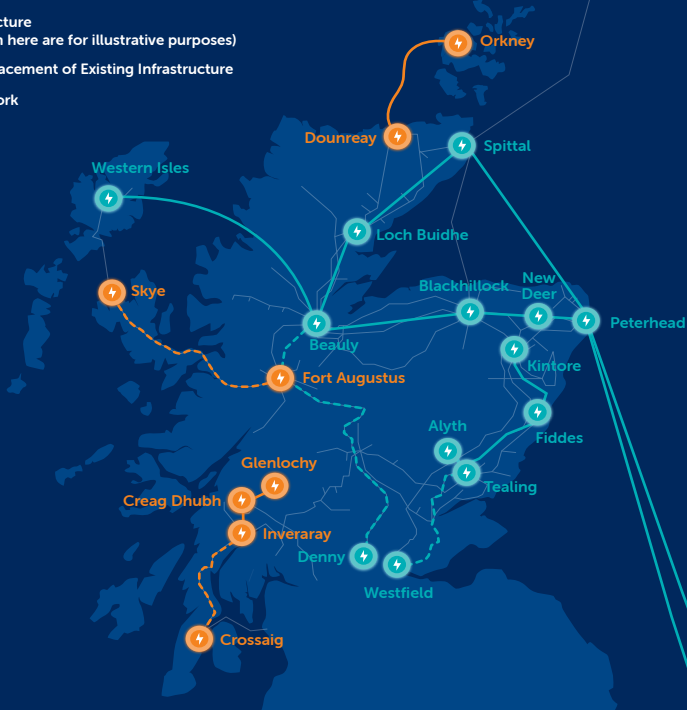 cture
n here are for illustrative purposes)
acement of Existing Infrastructure
ork
Orkney
Dounreay
Spittal
Western Isles
Loch Buidhe
Skye
Blackhillock
New
Deer
Peterhead
Beauly
Kintore
Fort Augustus
Alyth
Fiddes
Glenlochy
Tealing
Creag Dhubh
Inveraray
Denny
Westfield
Crossaig